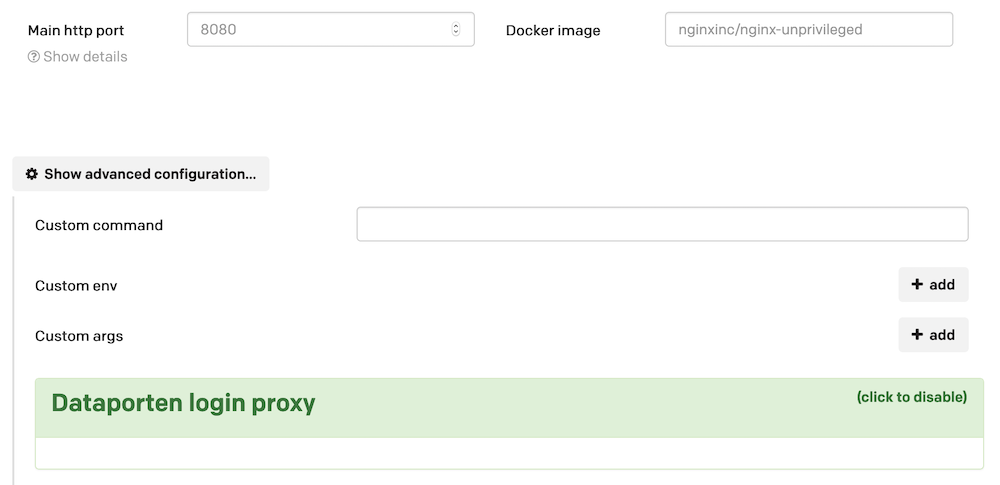 Main http port
8080
Docker image
nginxinc/nginx-unprivileged
Show details
Show advanced configuration...
Custom command
Custom env
add
Custom args
add
Dataporten login proxy
(click to disable)